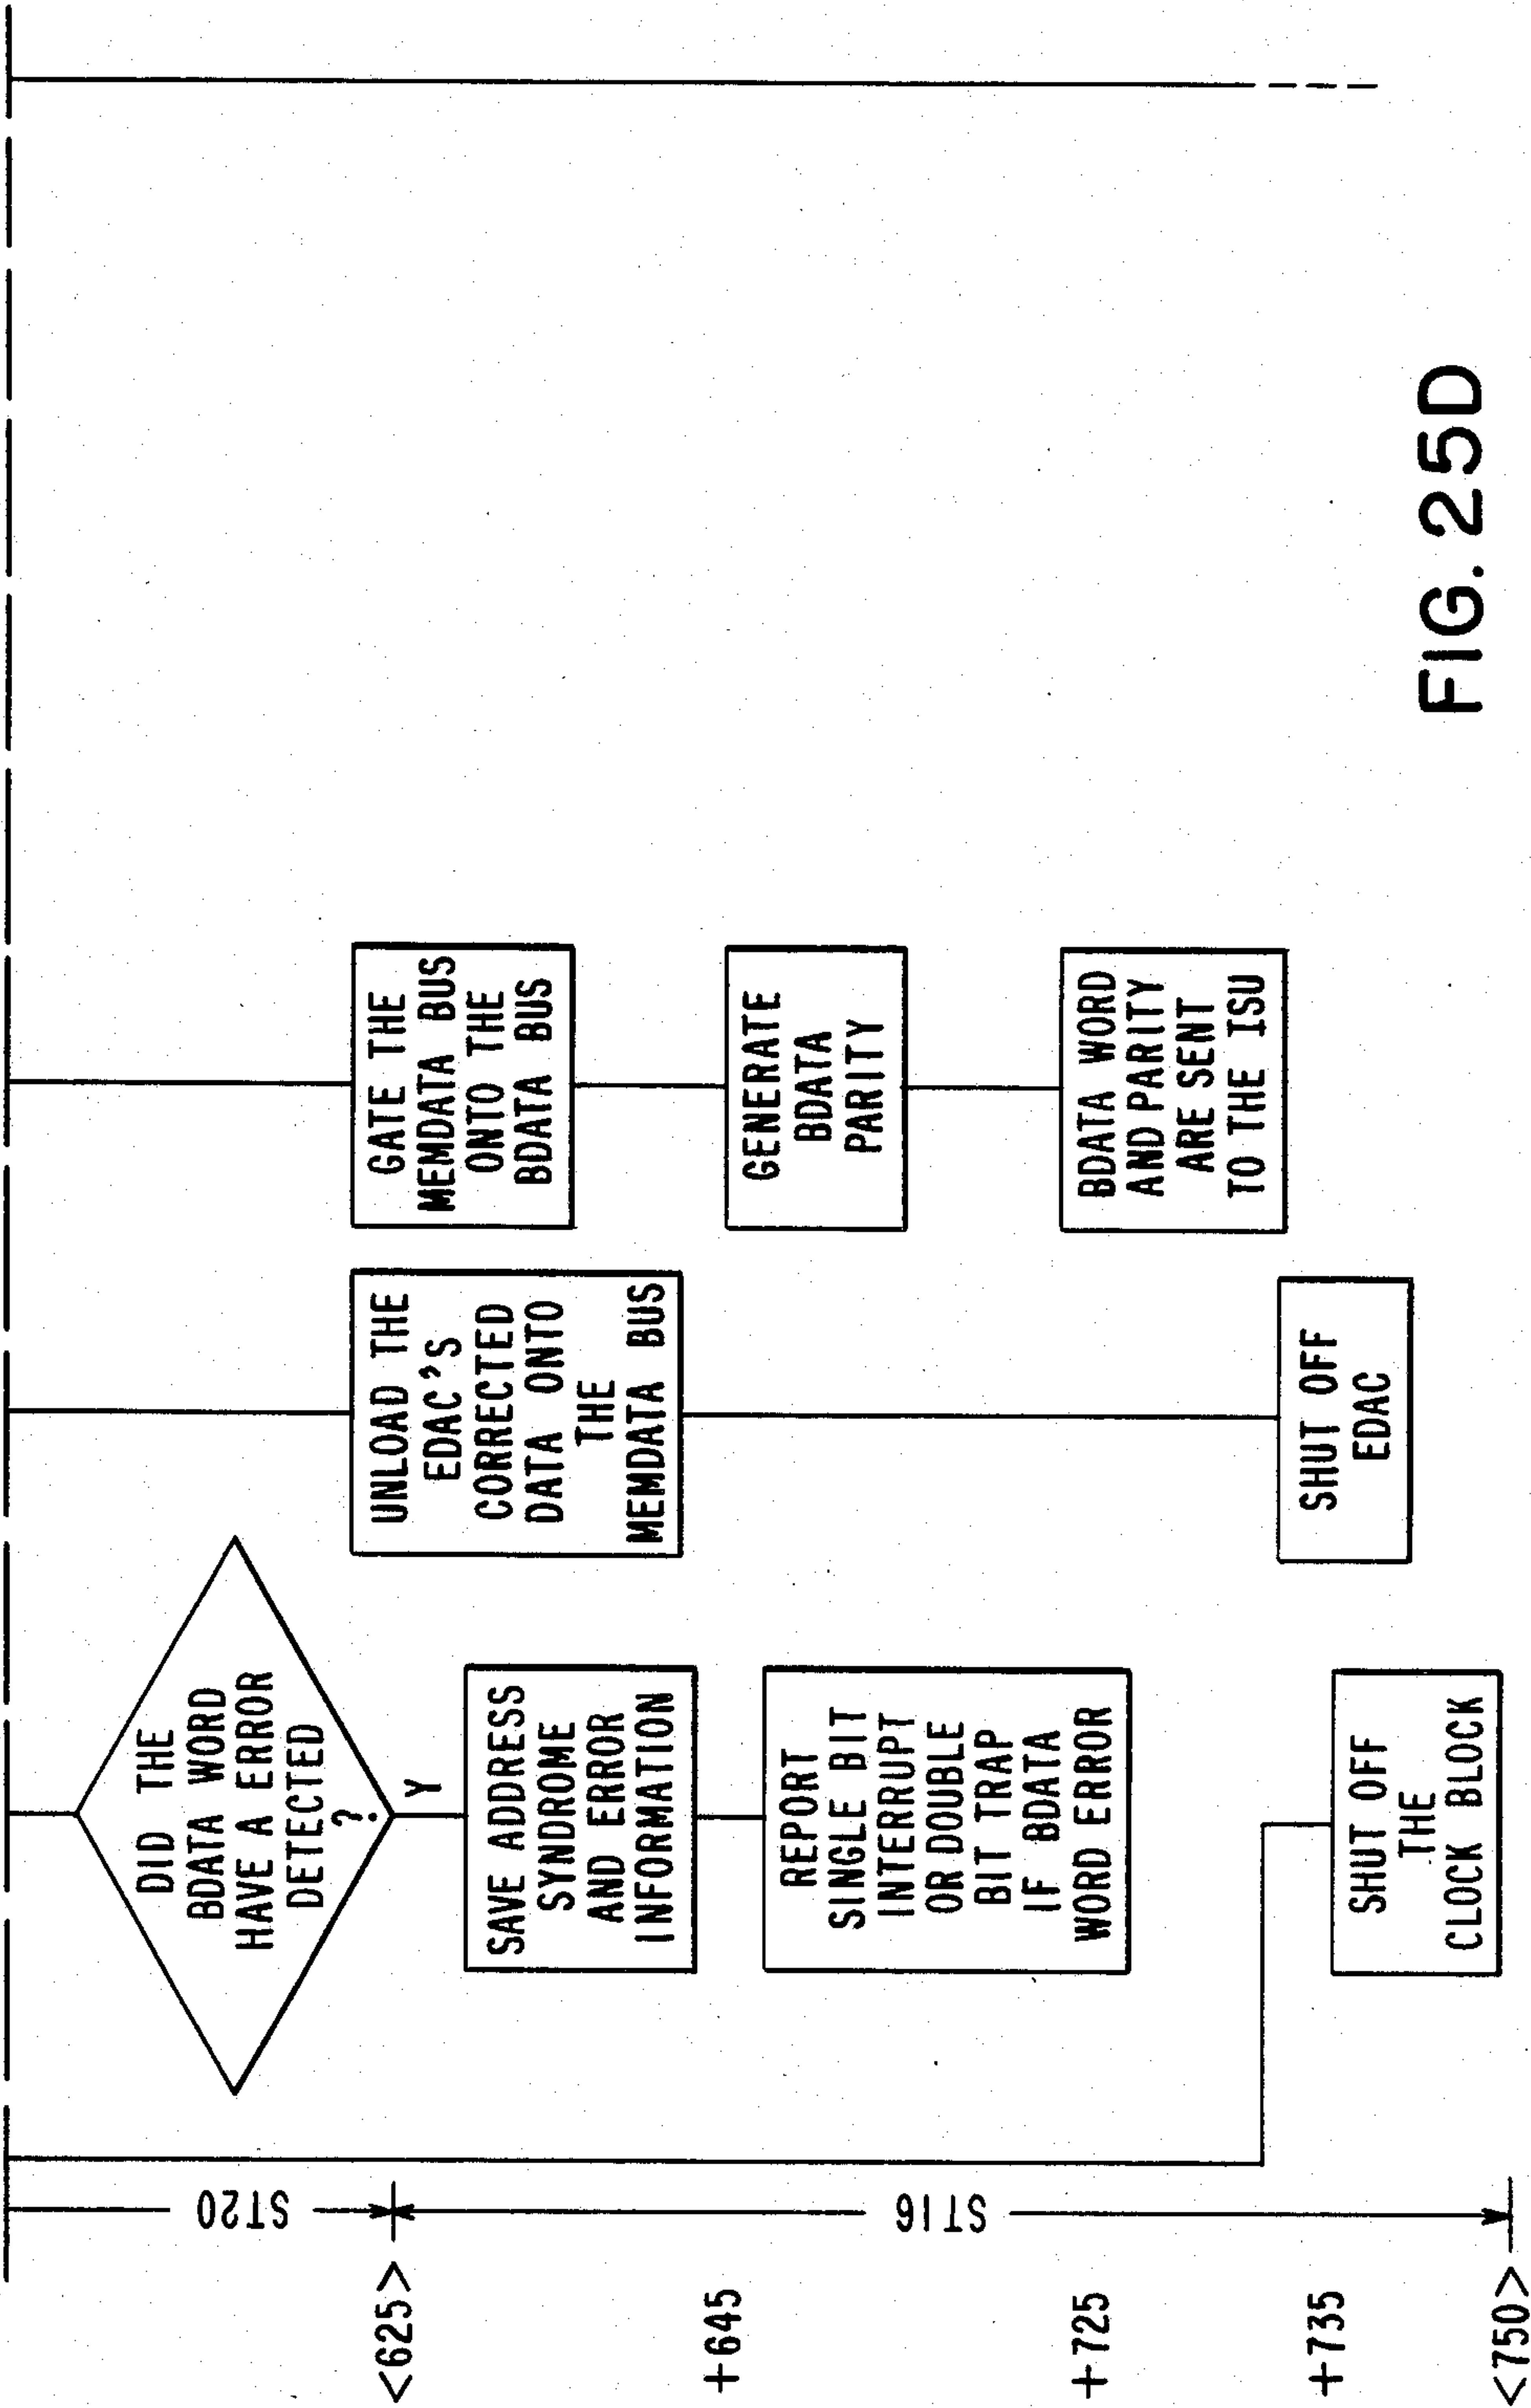 ST20
<625>
ST16
+645
+725
+735
<750>
DID THE
BDATA WORD
HAVE A ERROR
DETECTED
?
Y
SAVE ADDRESS
SYNDROME
AND ERROR
INFORMATION
REPORT
SINGLE BIT
INTERRUPT
OR DOUBLE
BIT TRAP
IF BDATA
WORD ERROR
SHUT OFF
THE
CLOCK BLOCK
UNLOAD THE
EDAC'S
CORRECTED
DATA ONTO
THE
MEMDATA BUS
SHUT OFF
EDAC
GATE THE
MEMDATA BUS
ONTO THE
BDATA BUS
GENERATE
BDATA
PARITY
BDATA WORD
AND PARITY
ARE SENT
TO THE ISU
FIG. 25D